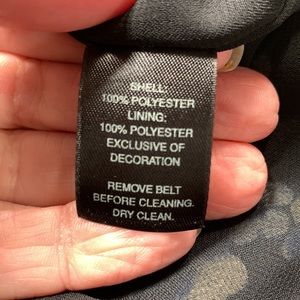 SHELL:
100% POLYESTER
LINING:
100% POLYESTER
EXCLUSIVE OF
DECORATION
REMOVE BELT
BEFORE CLEANING.
DRY CLEAN.